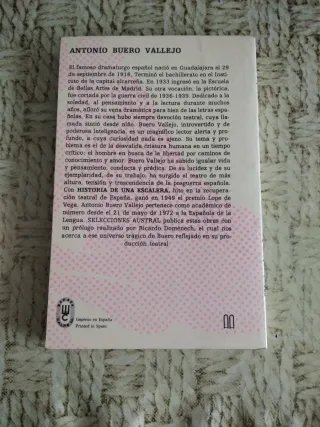 ANTONIO BUERO VALLEJO
El famoso dramaturgo español nació en Guadalajara el 29
de septiembre de 1916. Terminó el bachillerato en el Insti-
tuto de la capital alcarreña. En 1933 ingresó en la Escuela
de Bellas Artes de Madrid. Su otra vocación, la pictórica,
fue cortada por la guerra civil de 1936-1939. Dedicado a la
soledad, al pensamiento y a la lectura durante muchos
años, afloró su vena dramática para bien de las letras espa-
ñolas. En su casa hubo siempre devoción teatral, cuya lla-
mada sintió desde niño. Buero Vallejo, introvertido y de
poderosa inteligencia, es un magnífico lector alerta y pro-
fundo, a cuya curiosidad nada es ajeno. Su tema y pro-
blema es el de la desvalida criatura humana en un tiempo
crítico: el hombre en busca de la libertad por caminos de
conocimiento y amor. Buero Vallejo ha sabido igualar vida
y pensamiento, conducta y prédica. De su lucidez y de su
ejemplaridad, de su trabajo, ha surgido el teatro de más
altura, tensión y trascendencia de la posguerra española.
Con HISTORIA DE UNA ESCALERA, hito en la recupe-
ración teatral de España, ganó en 1949 el premio Lope de
Vega. Antonio Buero Vallejo pertenece como académico de
número desde el 21 de mayo de 1972 a la Española de la
Lengua. SELECCIONES AUSTRAL publica estas obras con
un prólogo realizado por Ricardo Doménech, el cual nos
acerca a ese universo trágico de Buero reflejado en su pro-
ducción teatral
Impreso en España
Printed in Spain